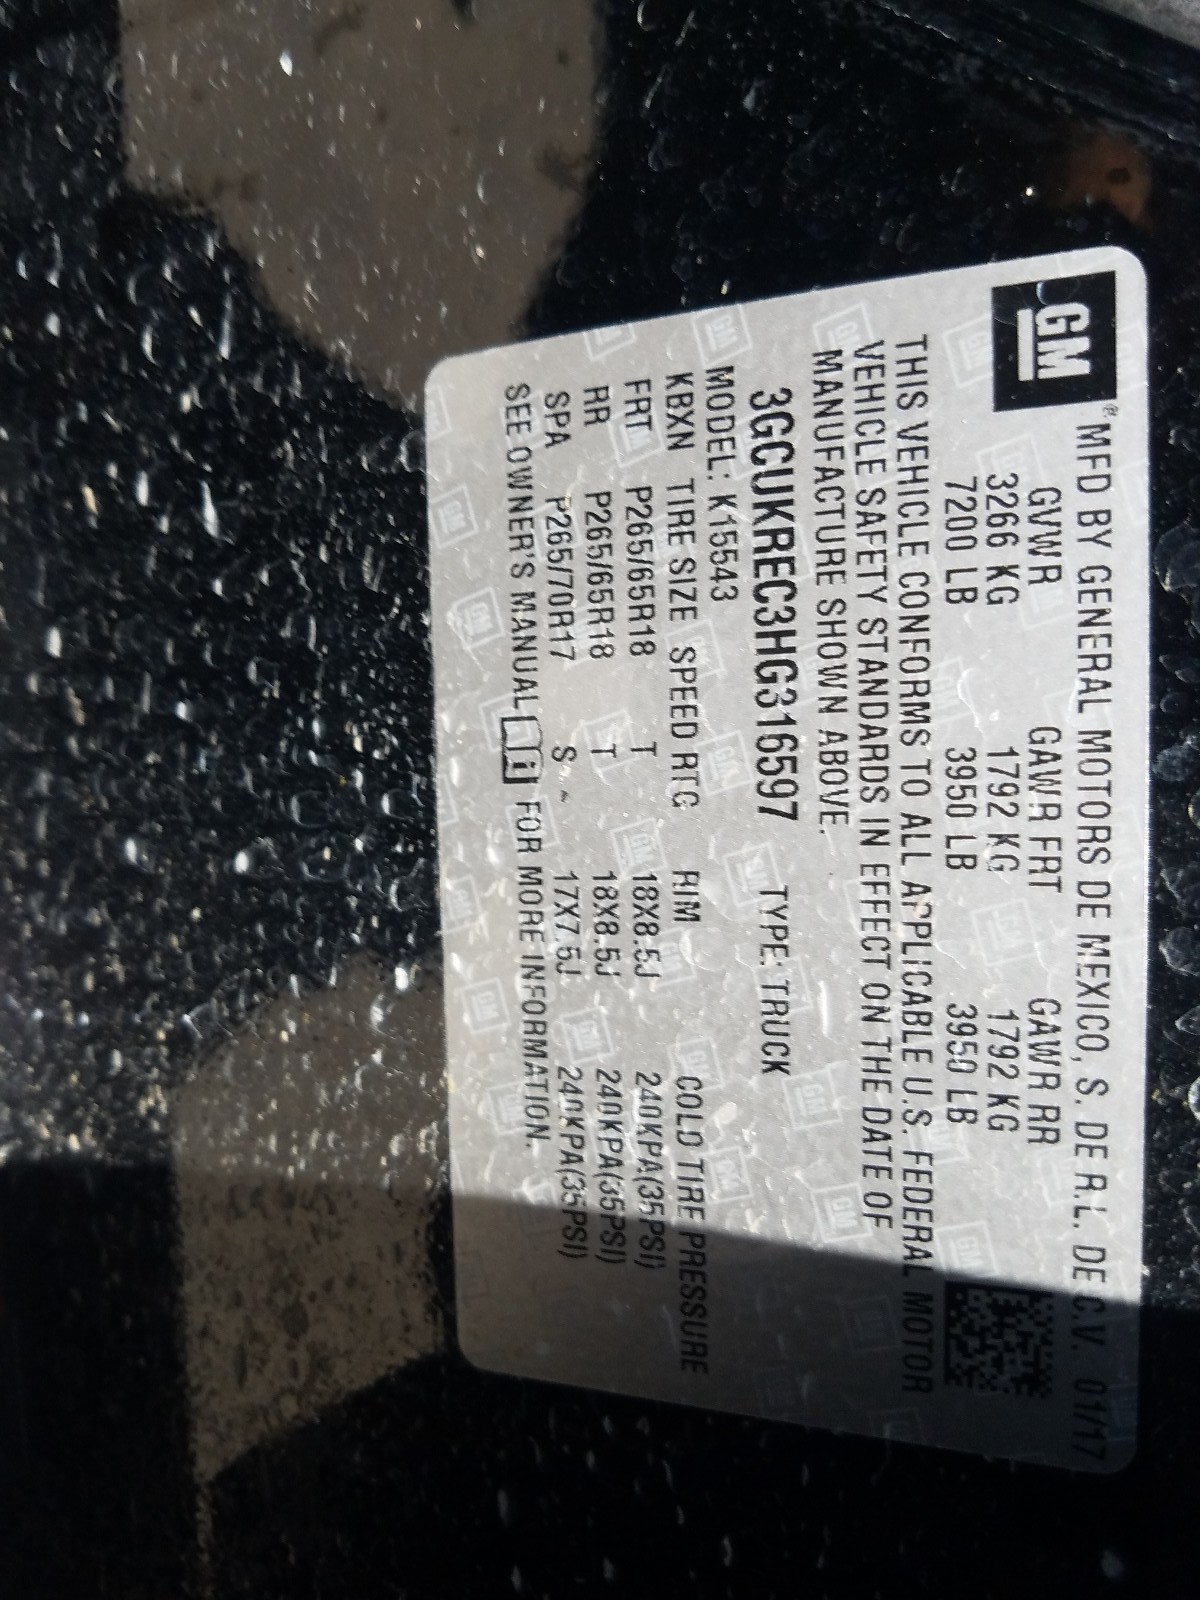 GM ® MFD BY GENERAL MOTORS DE MEXICO, S. DE R.L. DE C.V. 01/17
GVWR GAWR FRT GAWR RR
3266 KG 1792 KG 1792 KG
7200 LB 3950 LB 3950 LB
THIS VEHICLE CONFORMS TO ALL APPLICABLE U.S. FEDERAL MOTOR
VEHICLE SAFETY STANDARDS IN EFFECT ON THE DATE OF
MANUFACTURE SHOWN ABOVE.
3GCUKREC3HG316597 TYPE: TRUCK
MODEL: K15543
KBXN TIRE SIZE SPEED RTG RIM COLD TIRE PRESSURE
FRT P265/65R18 T 18X8.5J 240KPA(35PSI)
RR P265/65R18 T 18X8.5J 240KPA(35PSI)
SPA P265/70R17 S 17X7.5J 240KPA(35PSI)
SEE OWNER'S MANUAL i FOR MORE INFORMATION.